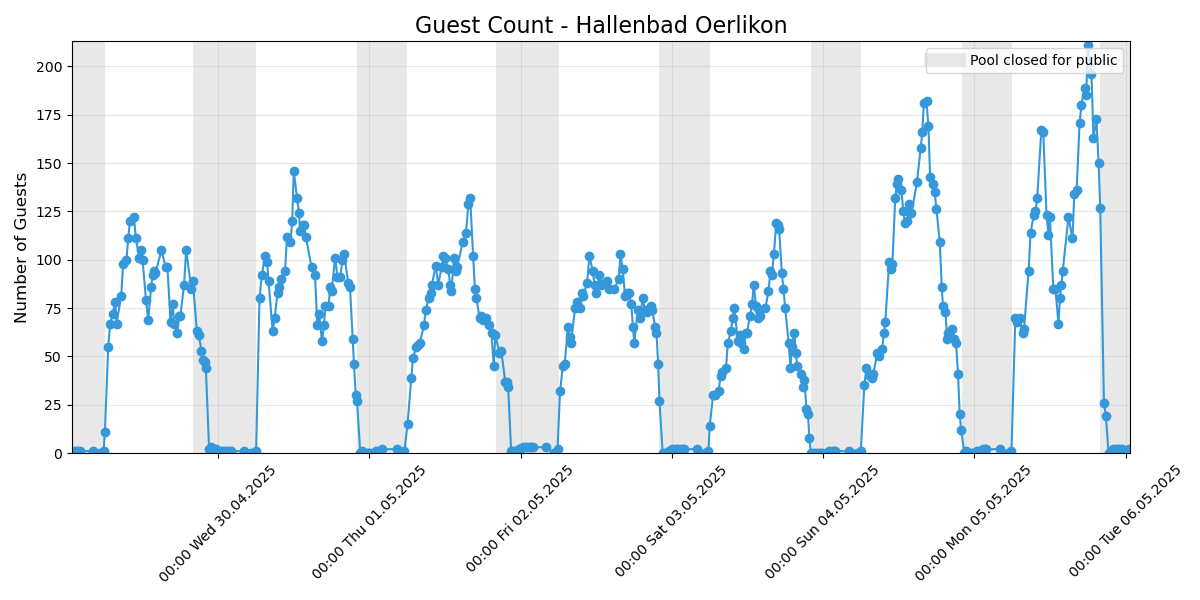 Guest Count - Hallenbad Oerlikon
Pool closed for public
Number of Guests
200
175
150
125
100
75
50
25
0
00:00 Wed 30.04.2025
00:00 Thu 01.05.2025
00:00 Fri 02.05.2025
00:00 Sat 03.05.2025
00:00 Sun 04.05.2025
00:00 Mon 05.05.2025
00:00 Tue 06.05.2025